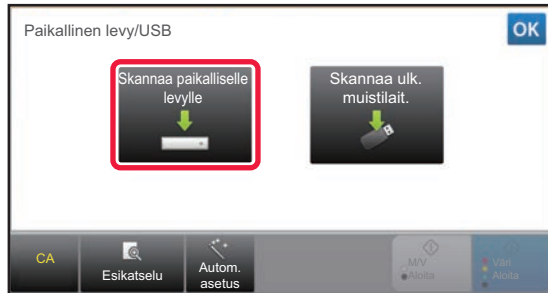 Paikallinen levy/USB
OK
Skannaa paikalliselle
levylle
Skannaa ulk.
muistilait.
CA
Esikatselu
Autom.
asetus
M/V
Aloita
Väri
Aloita